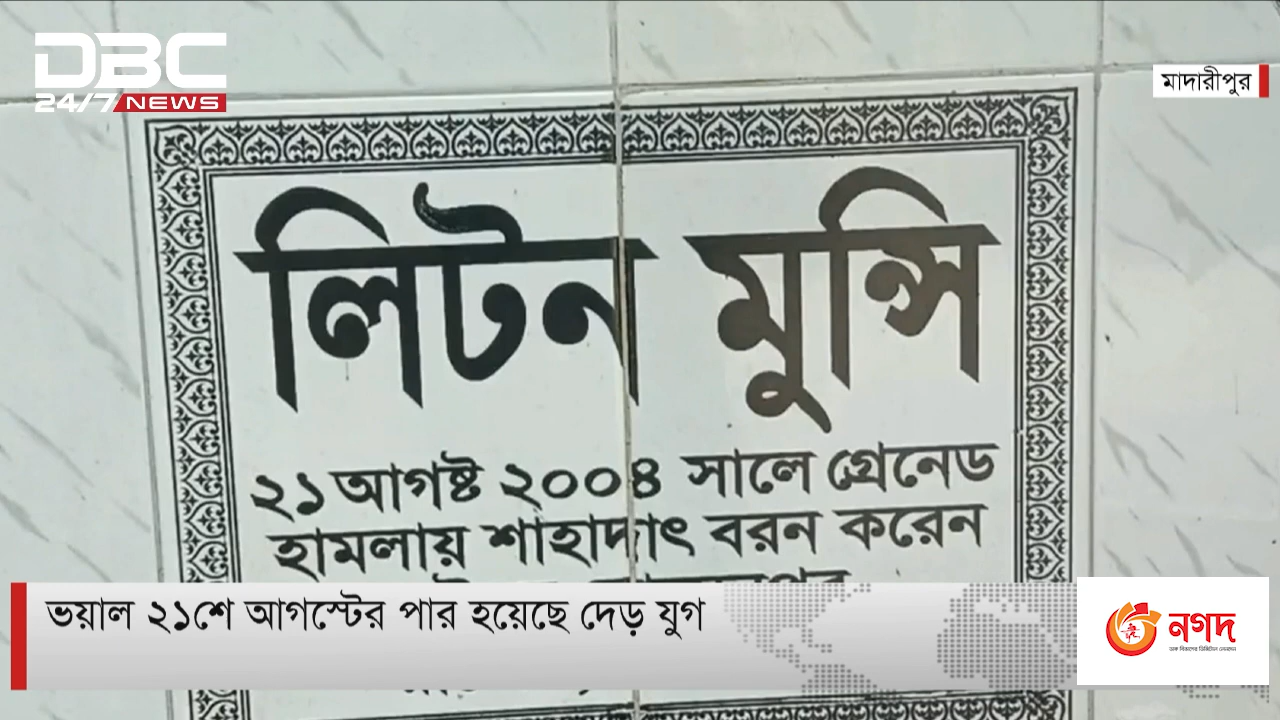 DBC
24/7 NEWS
মাদারীপুর
লিটন মুন্সি
২১ আগষ্ট ২০০৪ সালে গ্রেনেড
হামলায় শাহাদাৎ বরন করেন
ভয়াল ২১শে আগস্টের পার হয়েছে দেড় যুগ
নগদ